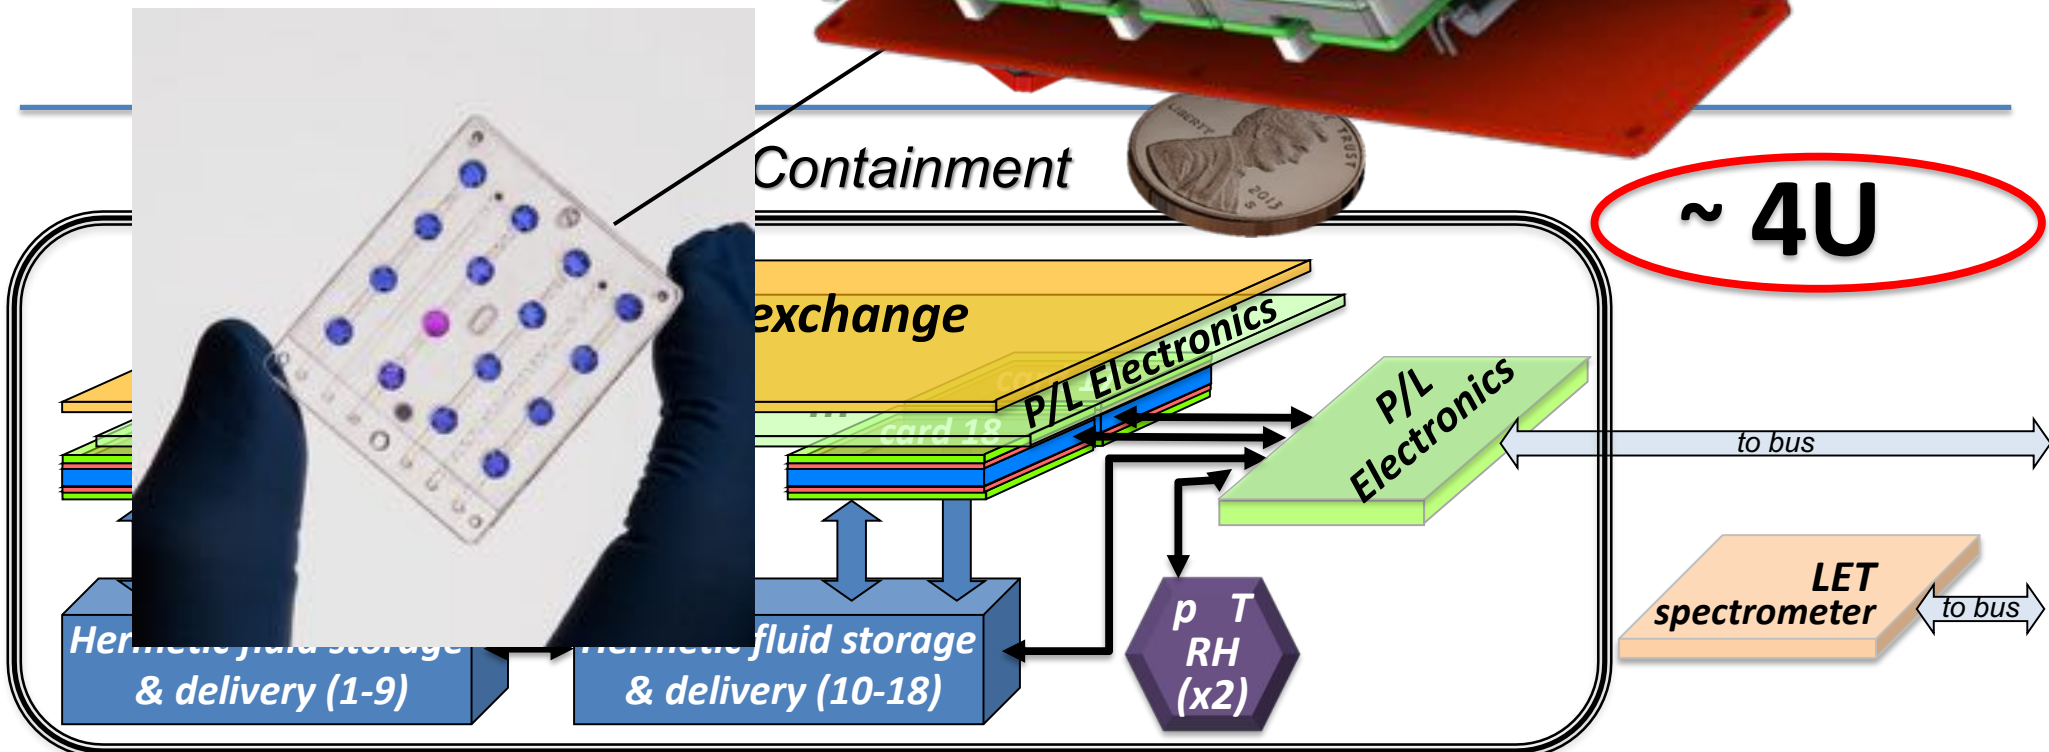 Containment
LIBERTY
TRUST
2013
S
~ 4U
exchange
P/L Electronics
card 18
P/L
Electronics
to bus
LET
spectrometer
to bus
p T
RH
(x2)
Hermetic fluid storage
& delivery (1-9)
Hermetic fluid storage
& delivery (10-18)